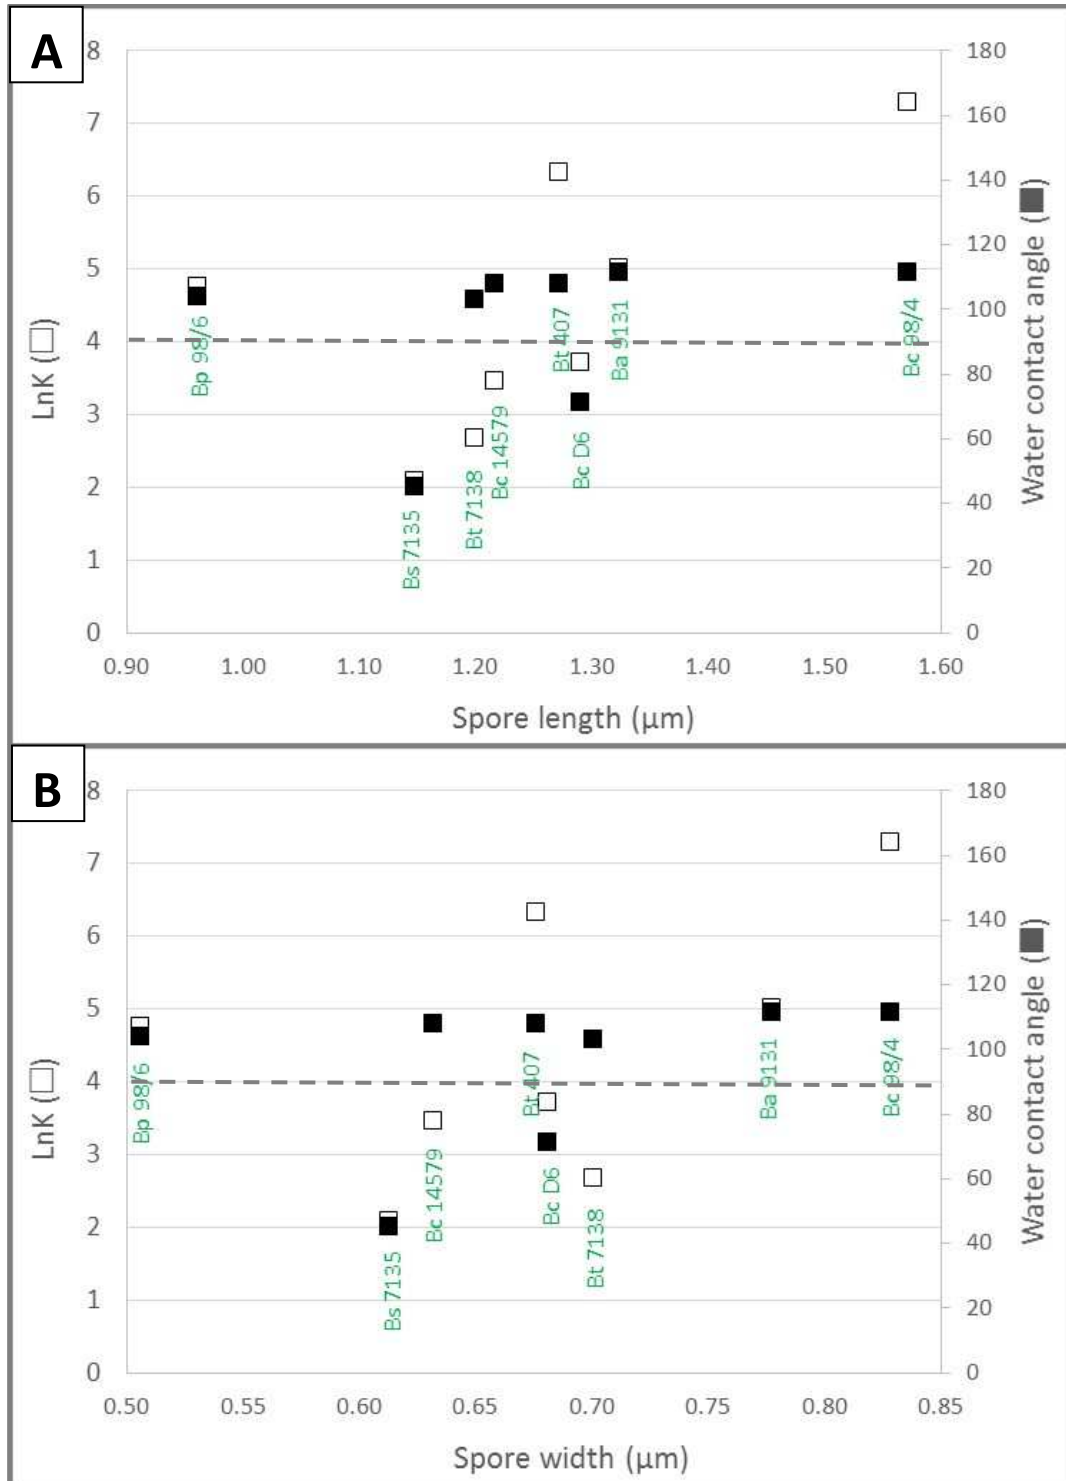 A
8 180
7 160
6 140
5 120
4 100
3 80
2 60
1 40
0 20
0
LnK (□)
Water contact angle (■)
Bp 98/6
Bs 7135
Bt 7138
Bc 14579
Bt 407
Bc D6
Ba 9131
Bc 98/4
0.90 1.00 1.10 1.20 1.30 1.40 1.50 1.60
Spore length (µm)
B
8 180
7 160
6 140
5 120
4 100
3 80
2 60
1 40
0 20
0
LnK (□)
Water contact angle (■)
Bp 98/6
Bs 7135
Bc 14579
Bt 407
Bc D6
Bt 7138
Ba 9131
Bc 98/4
0.50 0.55 0.60 0.65 0.70 0.75 0.80 0.85
Spore width (µm)